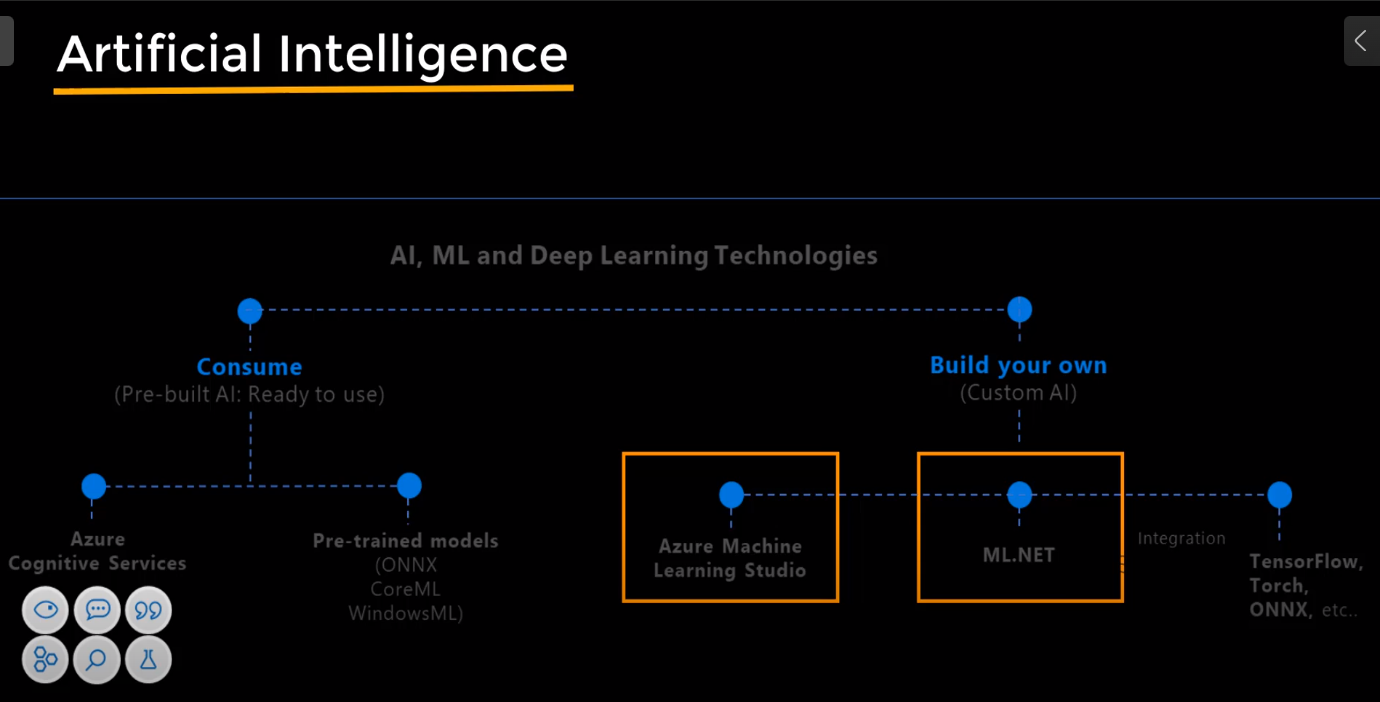 Artificial Intelligence
AI, ML and Deep Learning Technologies
Consume
(Pre-built AI: Ready to use)
Build your own
(Custom AI)
Azure
Cognitive Services
Pre-trained models
(ONNX
CoreML
WindowsML)
Azure Machine
Learning Studio
ML.NET
Integration
TensorFlow,
Torch,
ONNX, etc..